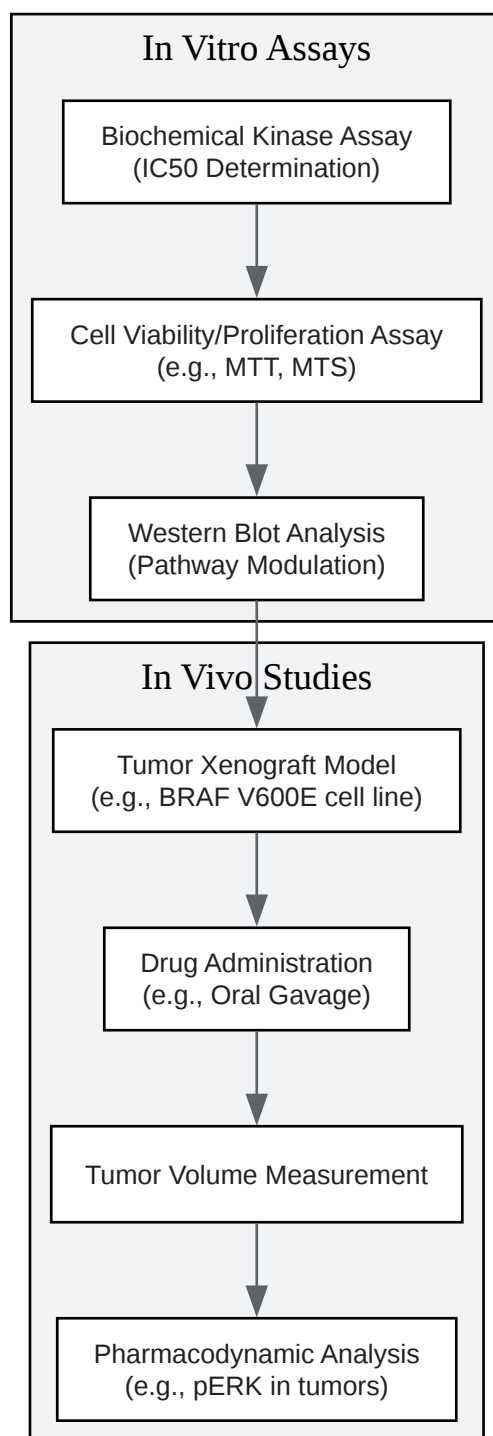 In Vitro Assays
Biochemical Kinase Assay
(IC50 Determination)
Cell Viability/Proliferation Assay
(e.g., MTT, MTS)
Western Blot Analysis
(Pathway Modulation)
In Vivo Studies
Tumor Xenograft Model
(e.g., BRAF V600E cell line)
Drug Administration
(e.g., Oral Gavage)
Tumor Volume Measurement
Pharmacodynamic Analysis
(e.g., pERK in tumors)